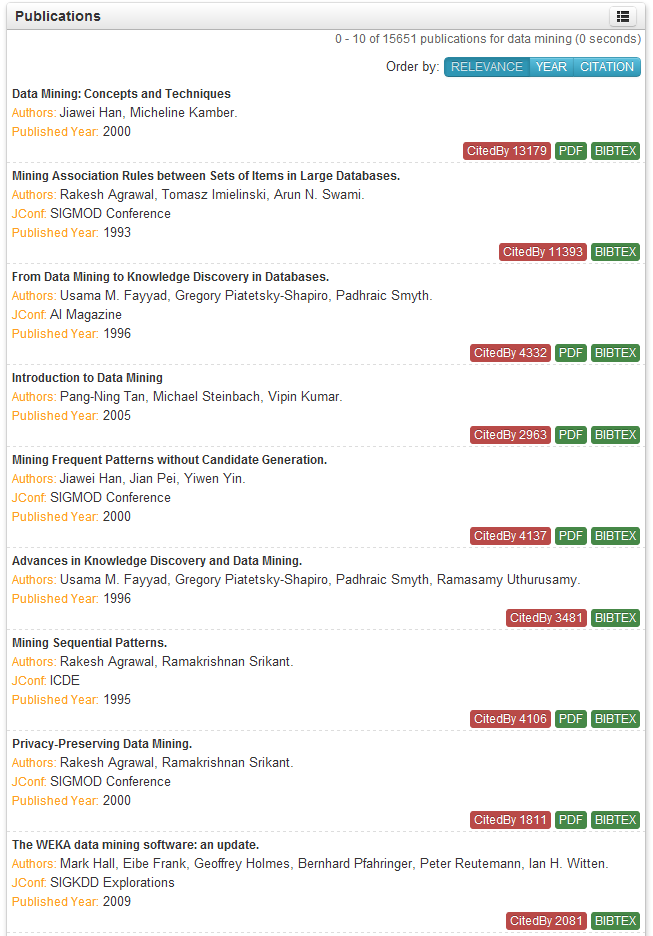 Publications
0 - 10 of 15651 publications for data mining (0 seconds)
Order by: RELEVANCE YEAR CITATION
Data Mining: Concepts and Techniques
Authors: Jiawei Han, Micheline Kamber.
Published Year: 2000
CitedBy 13179 PDF BIBTEX
Mining Association Rules between Sets of Items in Large Databases.
Authors: Rakesh Agrawal, Tomasz Imielinski, Arun N. Swami.
JConf: SIGMOD Conference
Published Year: 1993
CitedBy 11393 BIBTEX
From Data Mining to Knowledge Discovery in Databases.
Authors: Usama M. Fayyad, Gregory Piatetsky-Shapiro, Padhraic Smyth.
JConf: AI Magazine
Published Year: 1996
CitedBy 4332 PDF BIBTEX
Introduction to Data Mining
Authors: Pang-Ning Tan, Michael Steinbach, Vipin Kumar.
Published Year: 2005
CitedBy 2963 PDF BIBTEX
Mining Frequent Patterns without Candidate Generation.
Authors: Jiawei Han, Jian Pei, Yiwen Yin.
JConf: SIGMOD Conference
Published Year: 2000
CitedBy 4137 PDF BIBTEX
Advances in Knowledge Discovery and Data Mining.
Authors: Usama M. Fayyad, Gregory Piatetsky-Shapiro, Padhraic Smyth, Ramasamy Uthurusamy.
Published Year: 1996
CitedBy 3481 BIBTEX
Mining Sequential Patterns.
Authors: Rakesh Agrawal, Ramakrishnan Srikant.
JConf: ICDE
Published Year: 1995
CitedBy 4106 PDF BIBTEX
Privacy-Preserving Data Mining.
Authors: Rakesh Agrawal, Ramakrishnan Srikant.
JConf: SIGMOD Conference
Published Year: 2000
CitedBy 1811 PDF BIBTEX
The WEKA data mining software: an update.
Authors: Mark Hall, Eibe Frank, Geoffrey Holmes, Bernhard Pfahringer, Peter Reutemann, Ian H. Witten.
JConf: SIGKDD Explorations
Published Year: 2009
CitedBy 2081 BIBTEX